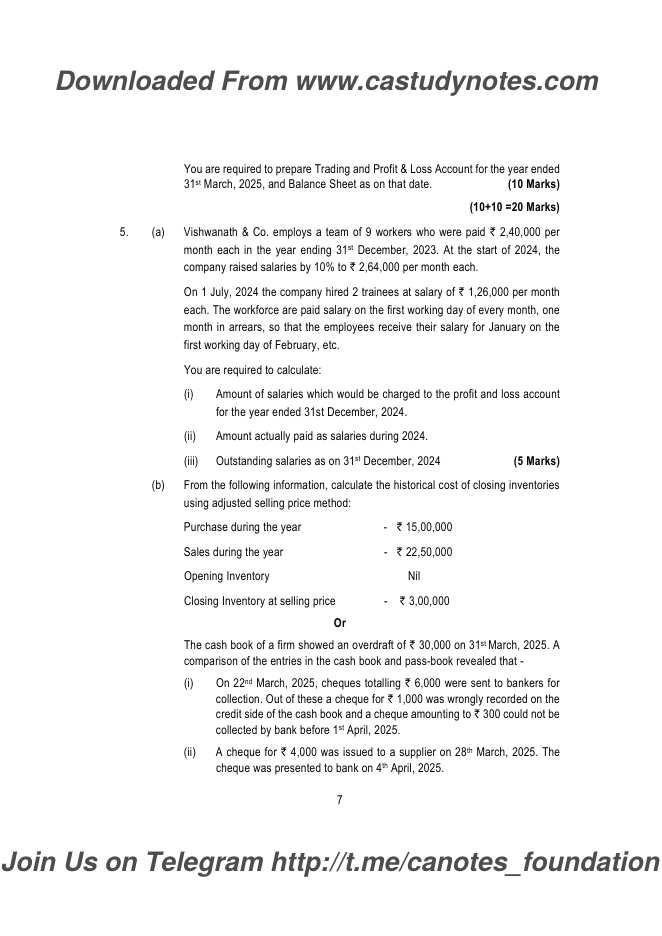 Downloaded From www.castudynotes.com
You are required to prepare Trading and Profit & Loss Account for the year ended
31st March, 2025, and Balance Sheet as on that date. (10 Marks)
(10+10 =20 Marks)
5. (a) Vishwanath & Co. employs a team of 9 workers who were paid ₹ 2,40,000 per
month each in the year ending 31st December, 2023. At the start of 2024, the
company raised salaries by 10% to ₹ 2,64,000 per month each.
On 1 July, 2024 the company hired 2 trainees at salary of ₹ 1,26,000 per month
each. The workforce are paid salary on the first working day of every month, one
month in arrears, so that the employees receive their salary for January on the
first working day of February, etc.
You are required to calculate:
(i) Amount of salaries which would be charged to the profit and loss account
for the year ended 31st December, 2024.
(ii) Amount actually paid as salaries during 2024.
(iii) Outstanding salaries as on 31st December, 2024 (5 Marks)
(b) From the following information, calculate the historical cost of closing inventories
using adjusted selling price method:
Purchase during the year - ₹ 15,00,000
Sales during the year - ₹ 22,50,000
Opening Inventory Nil
Closing Inventory at selling price - ₹ 3,00,000
Or
The cash book of a firm showed an overdraft of ₹ 30,000 on 31st March, 2025. A
comparison of the entries in the cash book and pass-book revealed that -
(i) On 22nd March, 2025, cheques totalling ₹ 6,000 were sent to bankers for
collection. Out of these a cheque for ₹ 1,000 was wrongly recorded on the
credit side of the cash book and a cheque amounting to ₹ 300 could not be
collected by bank before 1st April, 2025.
(ii) A cheque for ₹ 4,000 was issued to a supplier on 28th March, 2025. The
cheque was presented to bank on 4th April, 2025.
7
Join Us on Telegram http://t.me/canotes_foundation